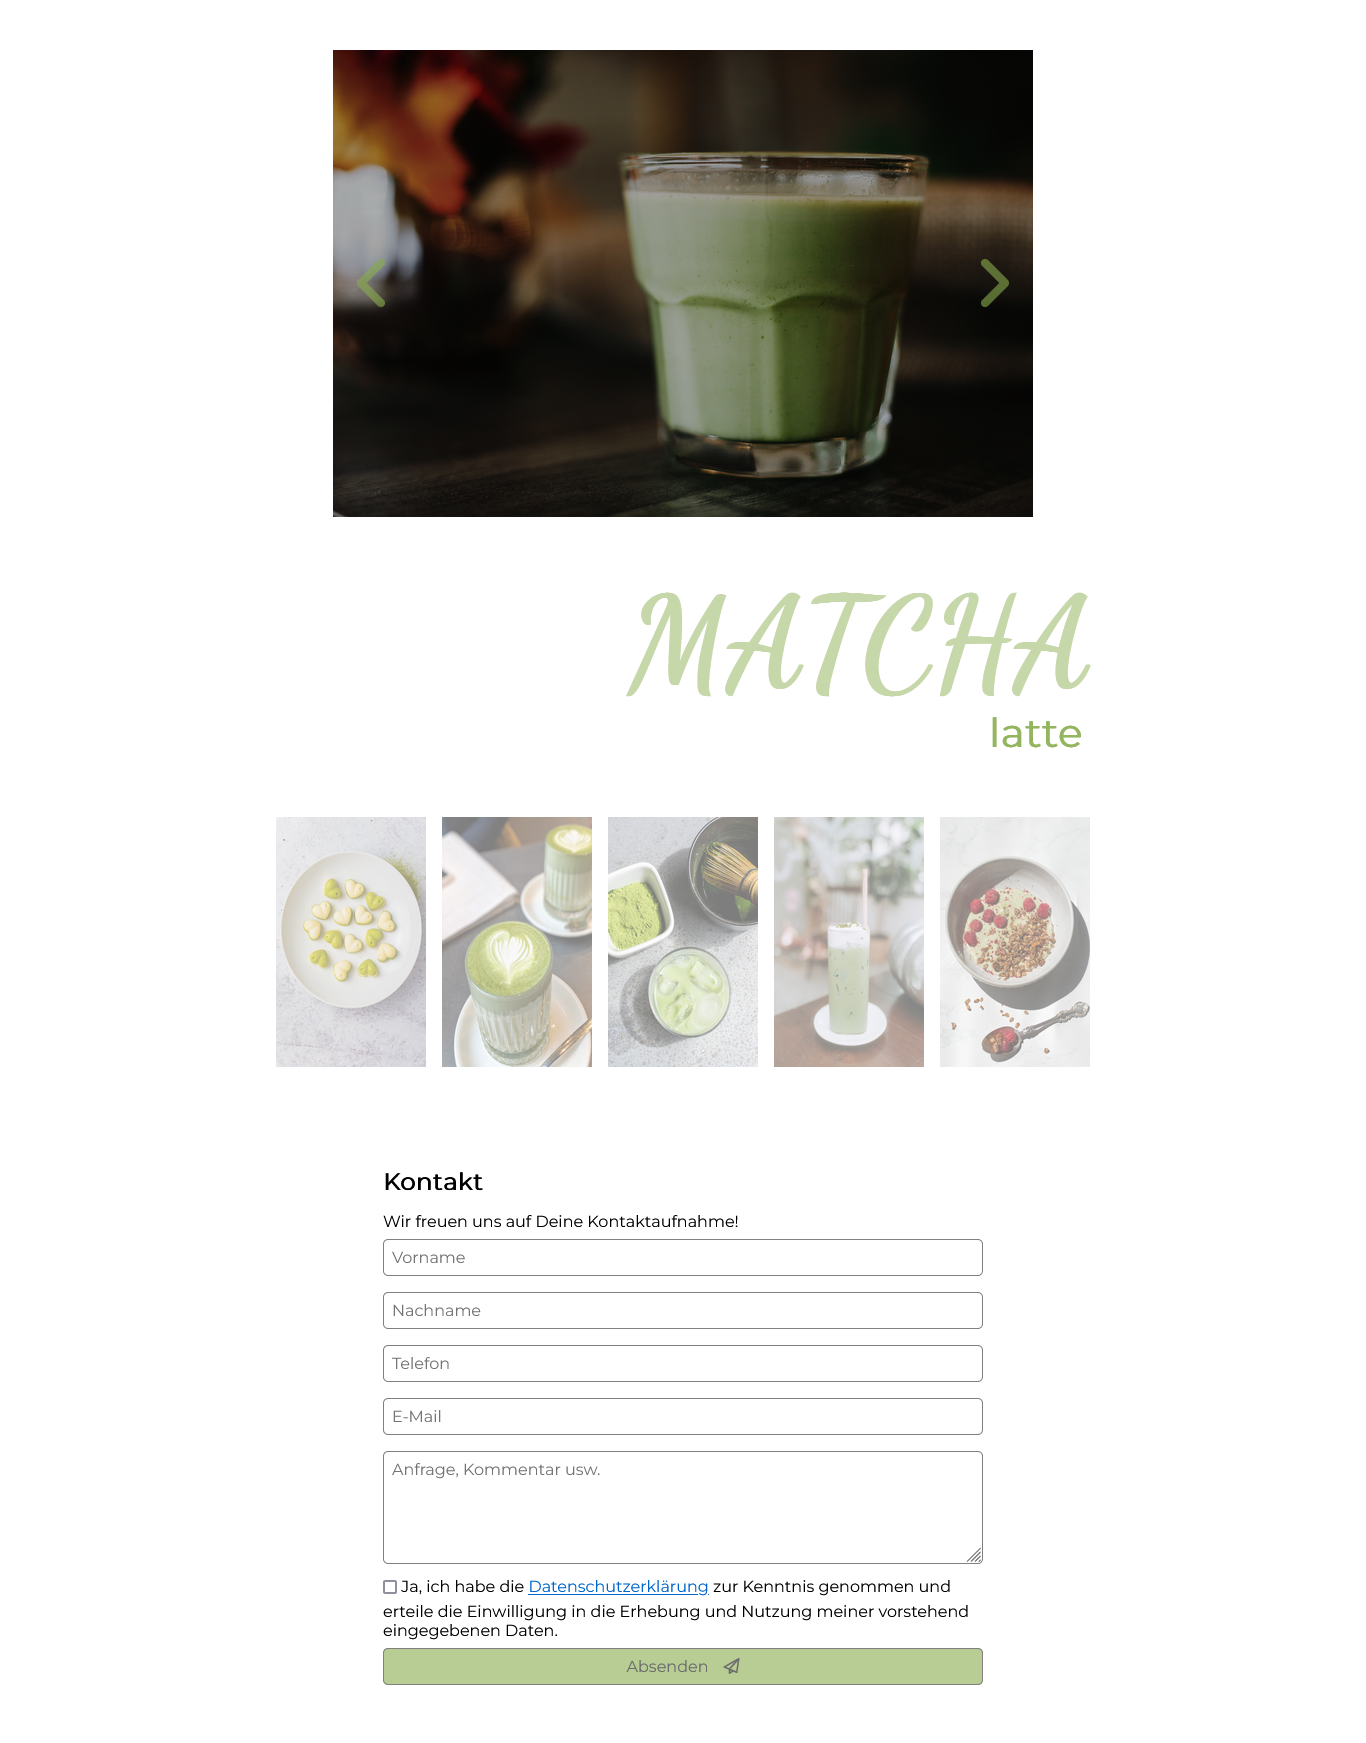 MATCHA
latte
Kontakt
Wir freuen uns auf Deine Kontaktaufnahme!
Vorname
Nachname
Telefon
E-Mail
Anfrage, Kommentar usw.
Ja, ich habe die Datenschutzerklärung zur Kenntnis genommen und
erteile die Einwilligung in die Erhebung und Nutzung meiner vorstehend
eingegebenen Daten.
Absenden